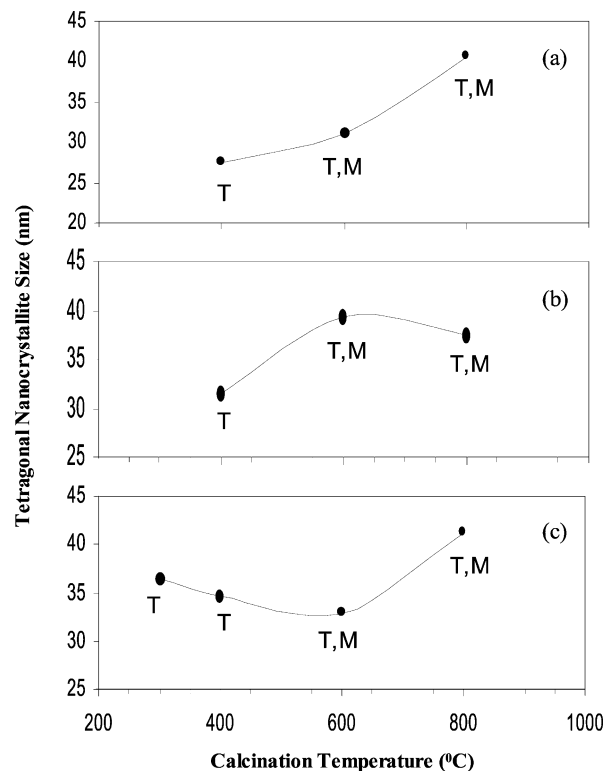 45
40
35
30
25
20
(a)
T
T,M
T,M
45
40
35
30
25
(b)
T
T,M
T,M
45
40
35
30
25
(c)
T
T
T,M
T,M
200
400
600
800
1000
Tetragonal Nanocrystallite Size (nm)
Calcination Temperature (⁰C)